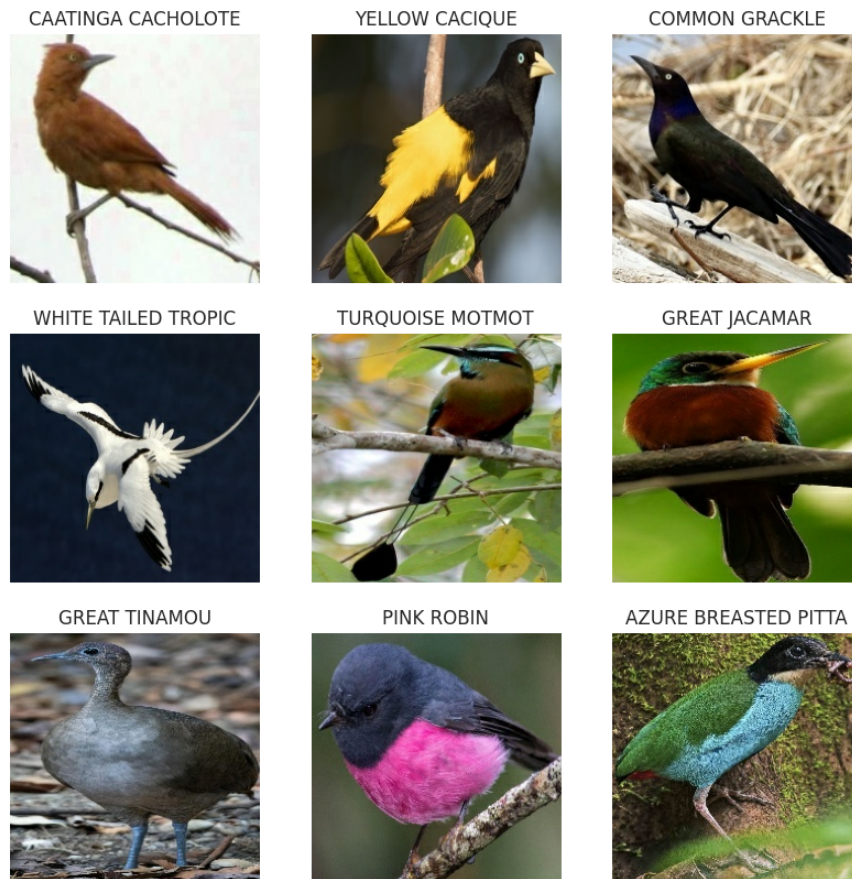 CAATINGA CACHOLOTE
YELLOW CACIQUE
COMMON GRACKLE
WHITE TAILED TROPIC
TURQUOISE MOTMOT
GREAT JACAMAR
GREAT TINAMOU
PINK ROBIN
AZURE BREASTED PITTA